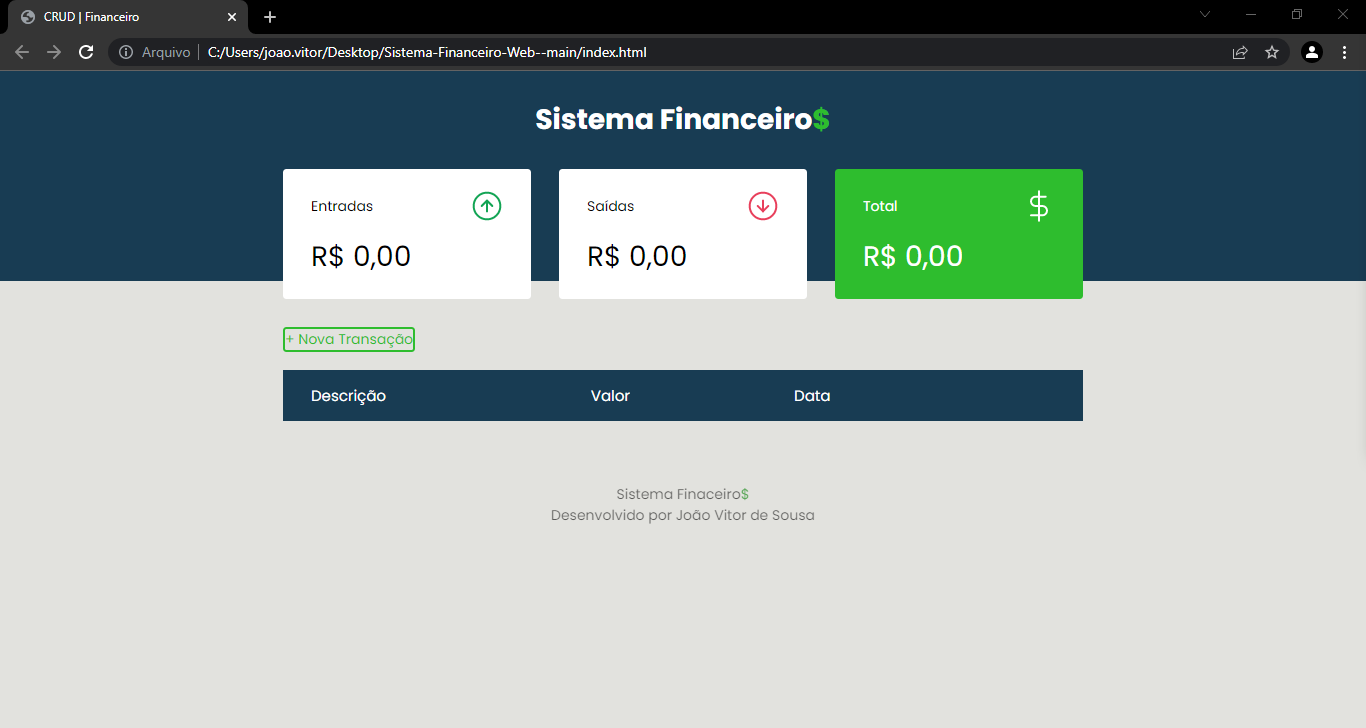 CRUD | Financeiro
Arquivo | C:/Users/joao.vitor/Desktop/Sistema-Financeiro-Web--main/index.html
Sistema Financeiro$
Entradas
R$ 0,00
Saídas
R$ 0,00
Total
$
R$ 0,00
+ Nova Transação
Descrição Valor Data
Sistema Finaceiro$
Desenvolvido por João Vitor de Sousa